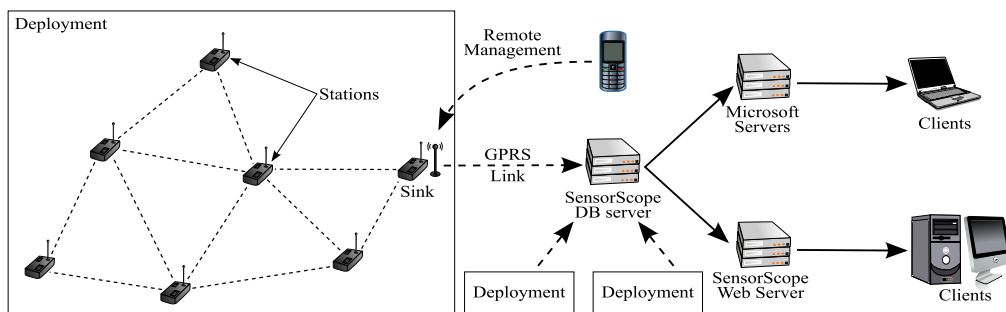 Deployment
Stations
Sink
Remote
Management
GPRS
Link
SensorScope
DB server
Deployment
Deployment
Microsoft
Servers
Clients
SensorScope
Web Server
Clients